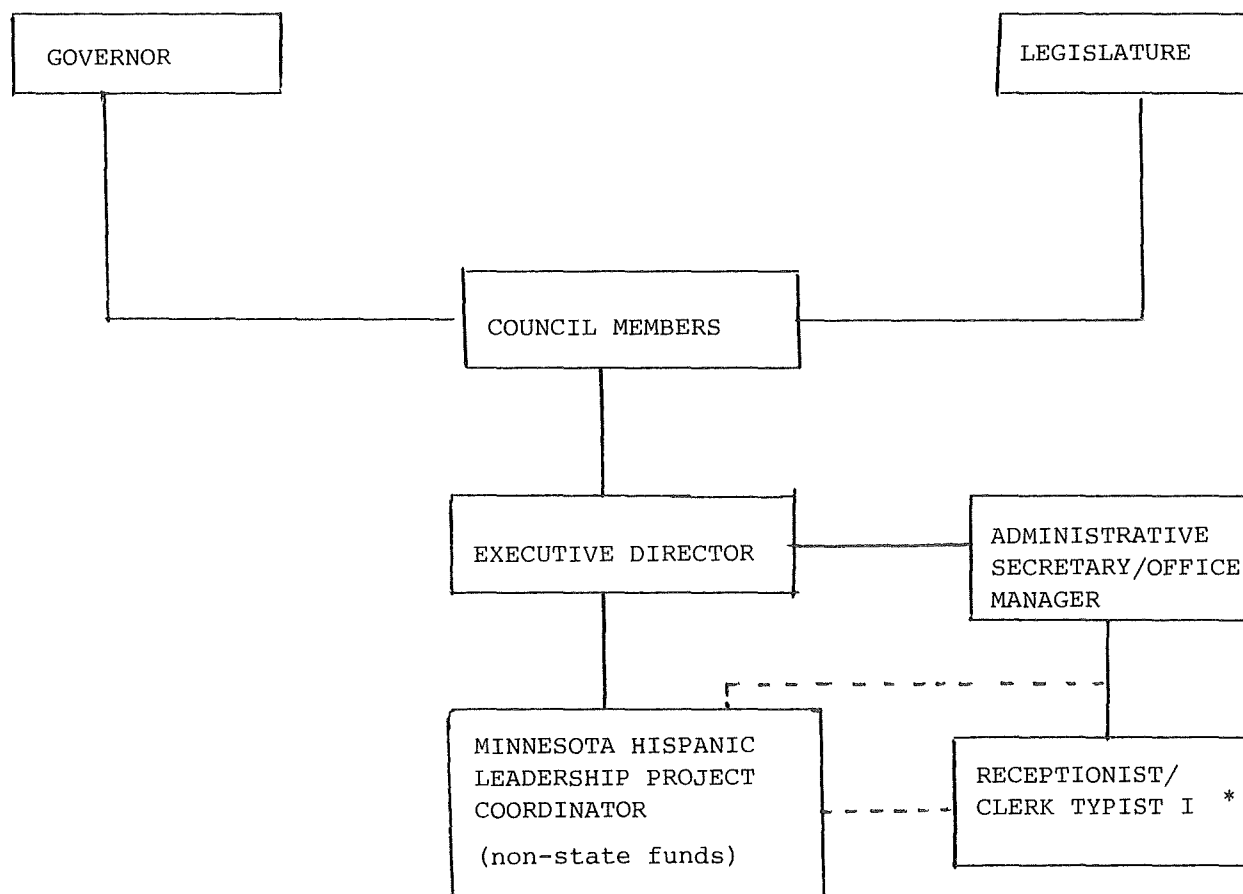 GOVERNOR
LEGISLATURE
COUNCIL MEMBERS
EXECUTIVE DIRECTOR
ADMINISTRATIVE
SECRETARY/OFFICE
MANAGER
MINNESOTA HISPANIC
LEADERSHIP PROJECT
COORDINATOR
(non-state funds)
RECEPTIONIST/
CLERK TYPIST I *